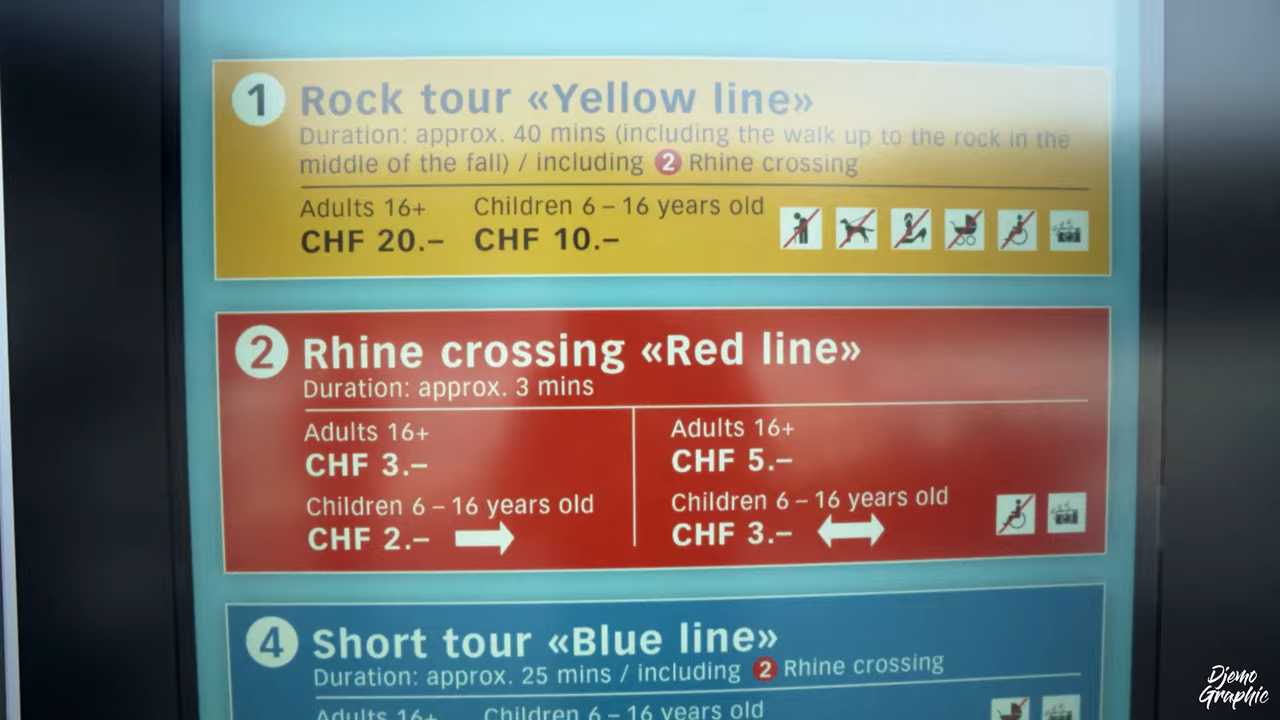 1 Rock tour «Yellow line»
Duration: approx. 40 mins (including the walk up to the rock in the
middle of the fall) / including 2 Rhine crossing
Adults 16+ Children 6 – 16 years old
CHF 20.– CHF 10.–
2 Rhine crossing «Red line»
Duration: approx. 3 mins
Adults 16+
CHF 3.–
Children 6 – 16 years old
CHF 2.–
Adults 16+
CHF 5.–
Children 6 – 16 years old
CHF 3.–
4 Short tour «Blue line»
Duration: approx. 25 mins / including 2 Rhine crossing
Adults 16+ Children 6 – 16 years old
Djemo
Graphic